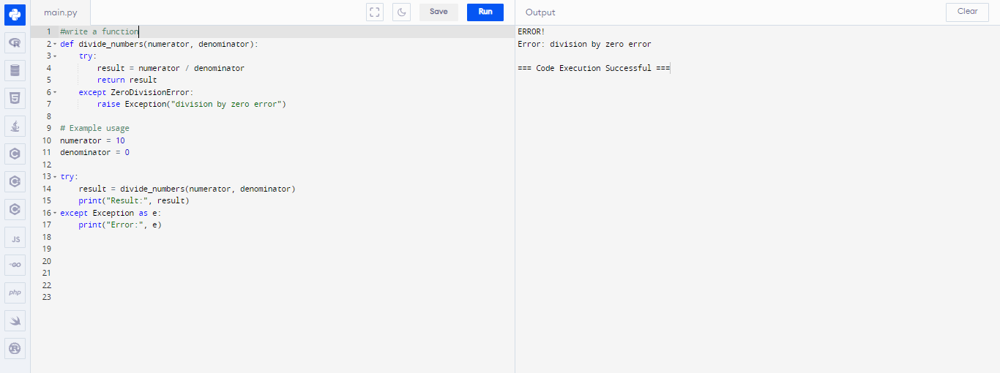 main.py
Save
Run
Output
Clear
1 #write a function
2 def divide_numbers(numerator, denominator):
3     try:
4         result = numerator / denominator
5         return result
6     except ZeroDivisionError:
7         raise Exception("division by zero error")
8
9 # Example usage
10 numerator = 10
11 denominator = 0
12
13 try:
14     result = divide_numbers(numerator, denominator)
15     print("Result:", result)
16 except Exception as e:
17     print("Error:", e)
18
19
20
21
22
23
ERROR!
Error: division by zero error
=== Code Execution Successful ===
R
5
C
C
C
JS
GO
php
R